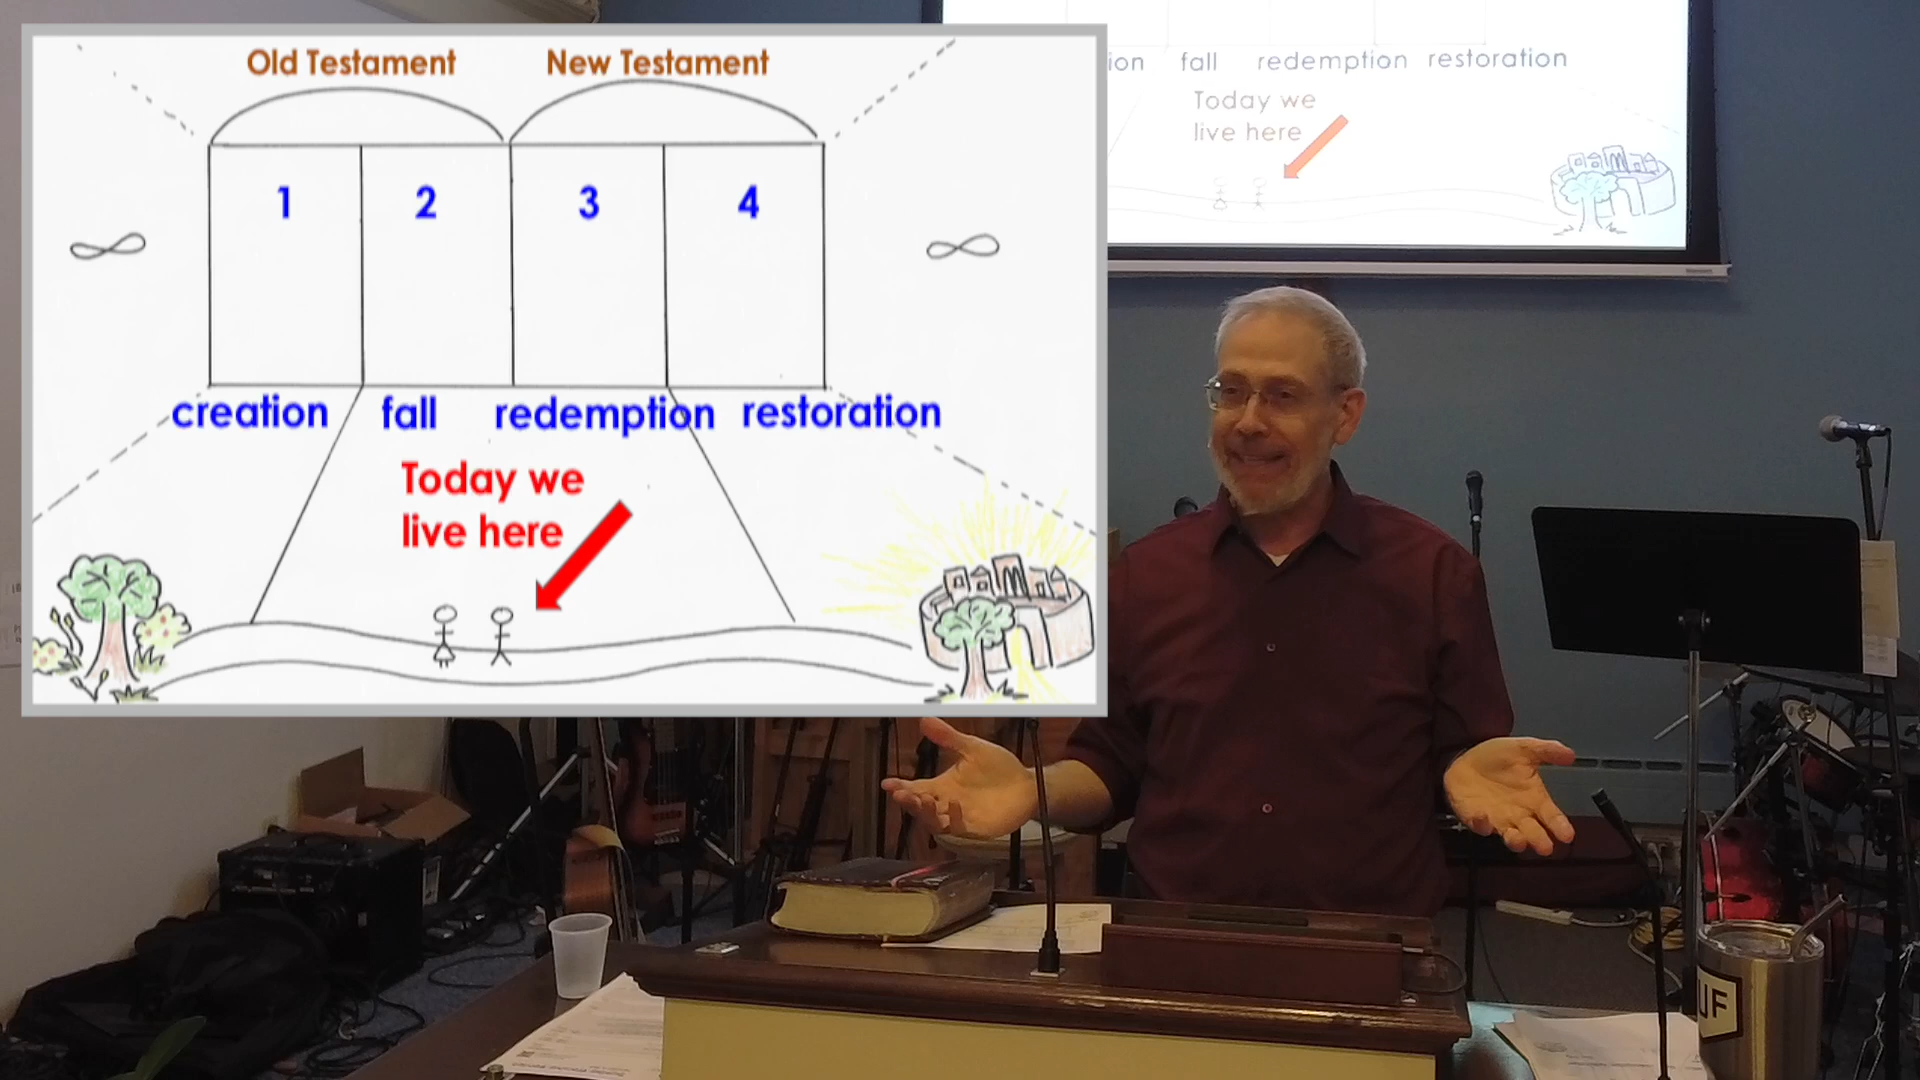 Old Testament New Testament
1 2 3 4
creation fall redemption restoration
Today we
live here
ion fall redemption restoration
Today we
live here
UF